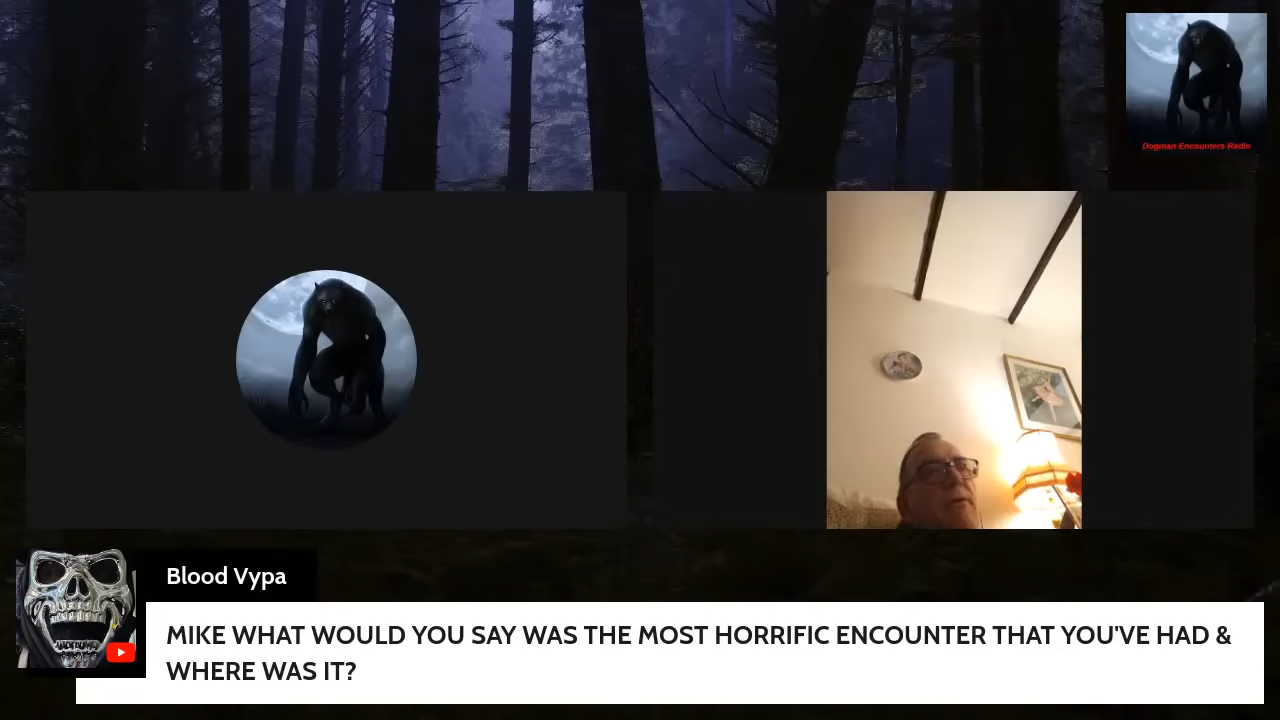 Dogman Encounters Radio
Blood Vypa
MIKE WHAT WOULD YOU SAY WAS THE MOST HORRIFIC ENCOUNTER THAT YOU'VE HAD &
WHERE WAS IT?